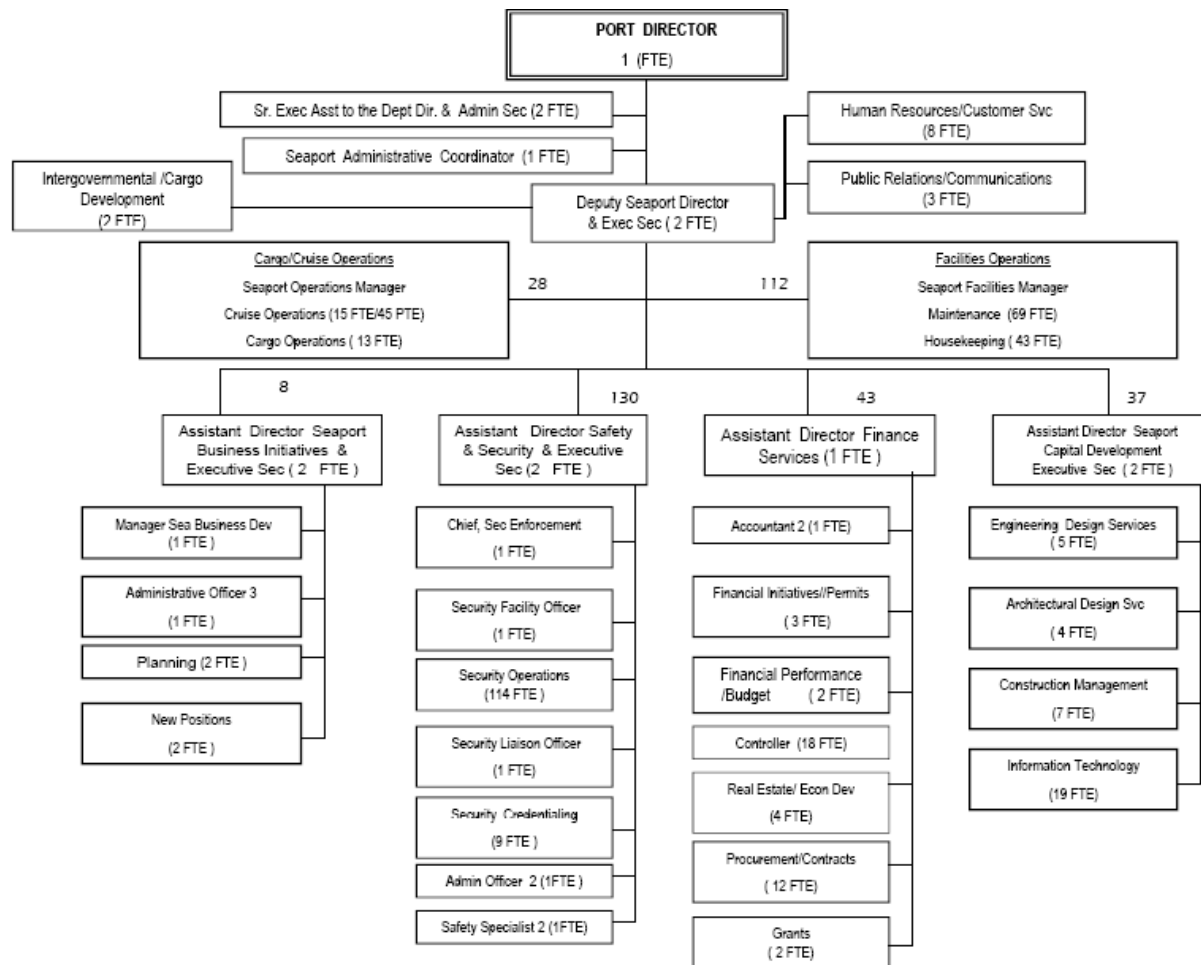 PORT DIRECTOR
1 (FTE)
Sr. Exec Asst to the Dept Dir. & Admin Sec (2 FTE)
Seaport Administrative Coordinator (1 FTE)
Human Resources/Customer Svc
(8 FTE)
Public Relations/Communications
(3 FTE)
Intergovernmental /Cargo
Development
(2 FTE)
Deputy Seaport Director
& Exec Sec ( 2 FTE)
Cargo/Cruise Operations
Seaport Operations Manager
Cruise Operations (15 FTE/45 PTE)
Cargo Operations ( 13 FTE)
28
112
Facilities Operations
Seaport Facilities Manager
Maintenance (69 FTE)
Housekeeping ( 43 FTE)
8
130
43
37
Assistant Director Seaport
Business Initiatives &
Executive Sec ( 2 FTE )
Manager Sea Business Dev
(1 FTE )
Administrative Officer 3
(1 FTE )
Planning (2 FTE )
New Positions
(2 FTE )
Assistant Director Safety
& Security & Executive
Sec (2 FTE )
Chief, Sec Enforcement
(1 FTE)
Security Facility Officer
(1 FTE)
Security Operations
(114 FTE )
Security Liaison Officer
(1 FTE)
Security Credentialing
(9 FTE )
Admin Officer 2 (1FTE )
Safety Specialist 2 (1FTE)
Assistant Director Finance
Services (1 FTE )
Accountant 2 (1 FTE)
Financial Initiatives//Permits
( 3 FTE)
Financial Performance
/Budget ( 2 FTE)
Controller (18 FTE)
Real Estate/ Econ Dev
(4 FTE)
Procurement/Contracts
( 12 FTE)
Grants
( 2 FTE)
Assistant Director Seaport
Capital Development
Executive Sec ( 2 FTE )
Engineering Design Services
( 5 FTE)
Architectural Design Svc
( 4 FTE)
Construction Management
(7 FTE)
Information Technology
(19 FTE)